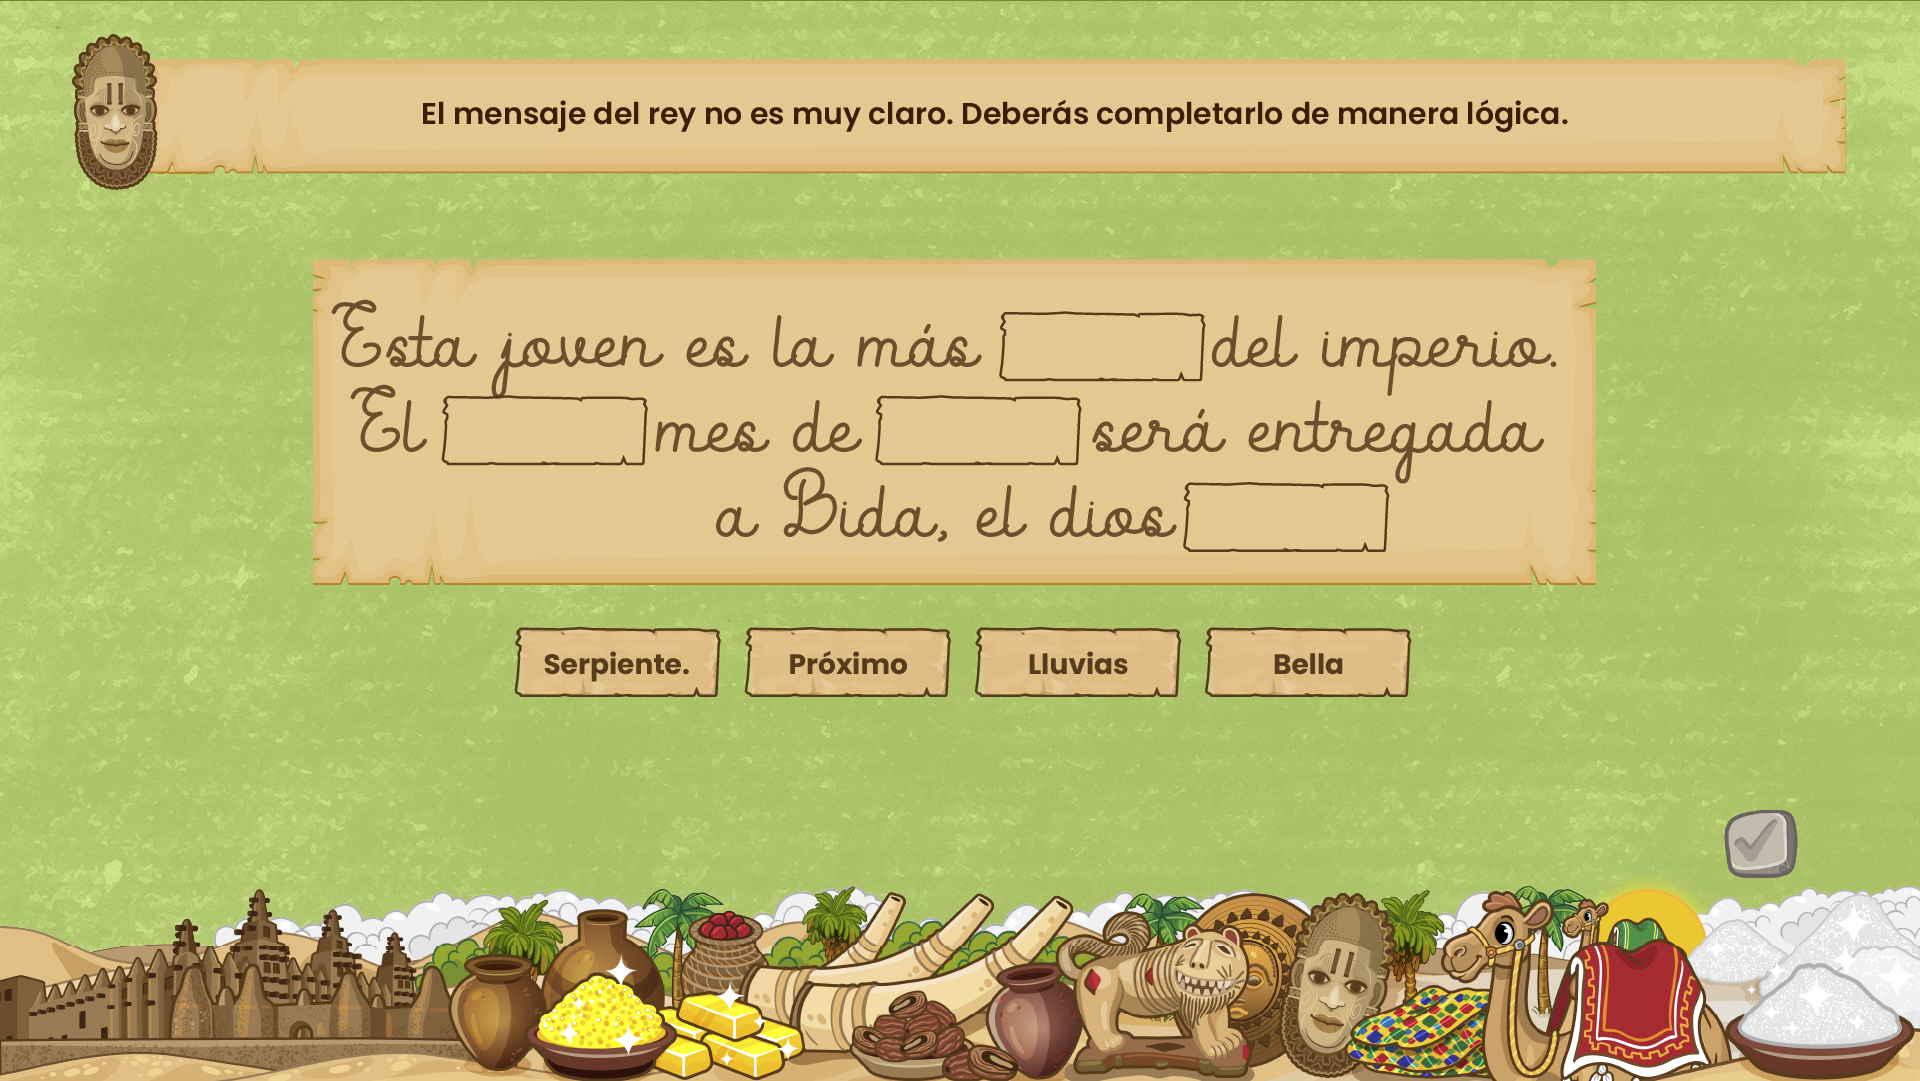 El mensaje del rey no es muy claro. Deberás completarlo de manera lógica.
Esta joven es la más del imperio.
El mes de será entregada
a Bida, el dios
Serpiente. Próximo Lluvias Bella